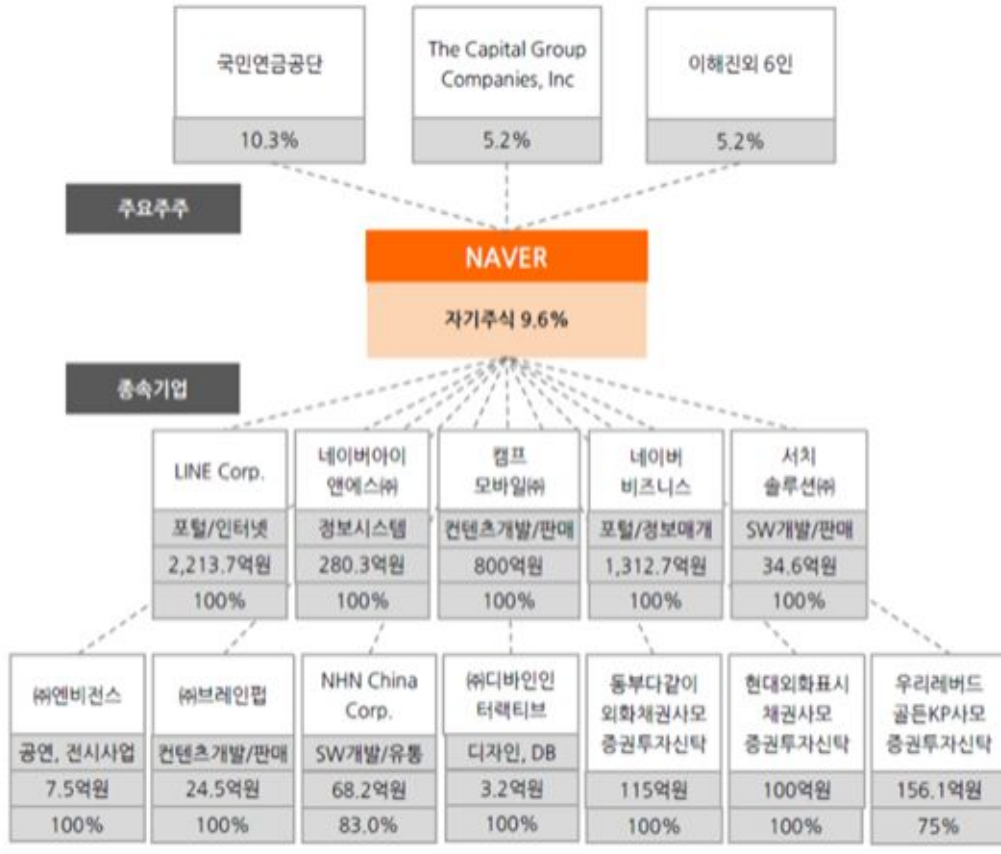 국민연금공단
The Capital Group
Companies, Inc
이해진외 6인
10.3%
5.2%
5.2%
주요주주
NAVER
자기주식 9.6%
종속기업
LINE Corp.
네이버아이
앤에스㈜
캠프
모바일㈜
네이버
비즈니스
서치
솔루션㈜
포털/인터넷
정보시스템
컨텐츠개발/판매
포털/정보매개
SW개발/판매
2,213.7억원
280.3억원
800억원
1,312.7억원
34.6억원
100%
100%
100%
100%
100%
㈜엔비전스
㈜브레인펍
NHN China
Corp.
㈜디바인인
터랙티브
동부다같이
외화채권사모
증권투자신탁
현대외화표시
채권사모
증권투자신탁
우리레버드
골든KP사모
증권투자신탁
공연, 전시사업
컨텐츠개발/판매
SW개발/유통
디자인, DB
7.5억원
24.5억원
68.2억원
3.2억원
115억원
100억원
156.1억원
100%
100%
83.0%
100%
100%
100%
75%